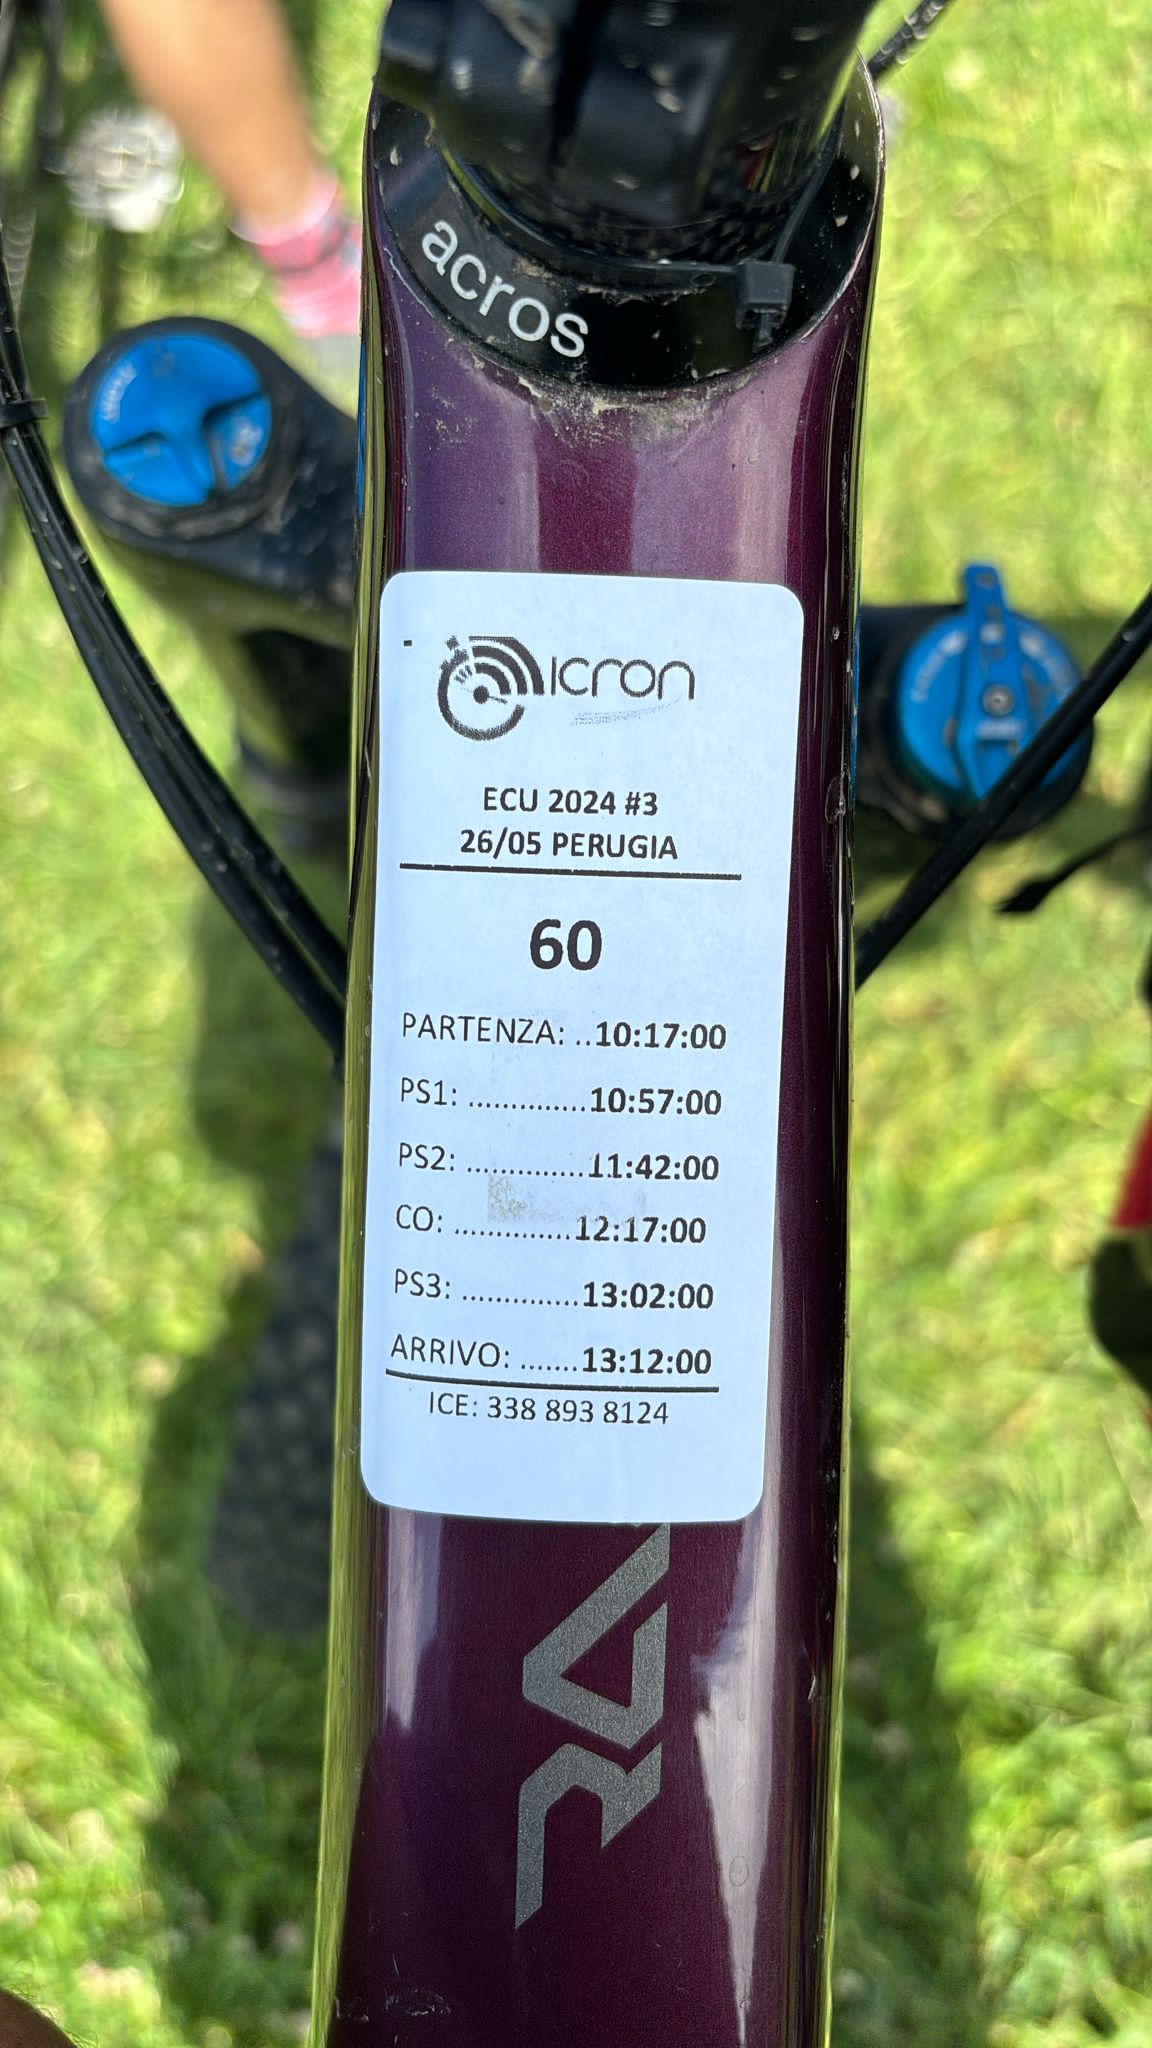 acros
ICRON
ECU 2024 #3
26/05 PERUGIA
60
PARTENZA: ..10:17:00
PS1: ..............10:57:00
PS2: ..............11:42:00
CO: ..............12:17:00
PS3: ..............13:02:00
ARRIVO: .......13:12:00
ICE: 338 893 8124